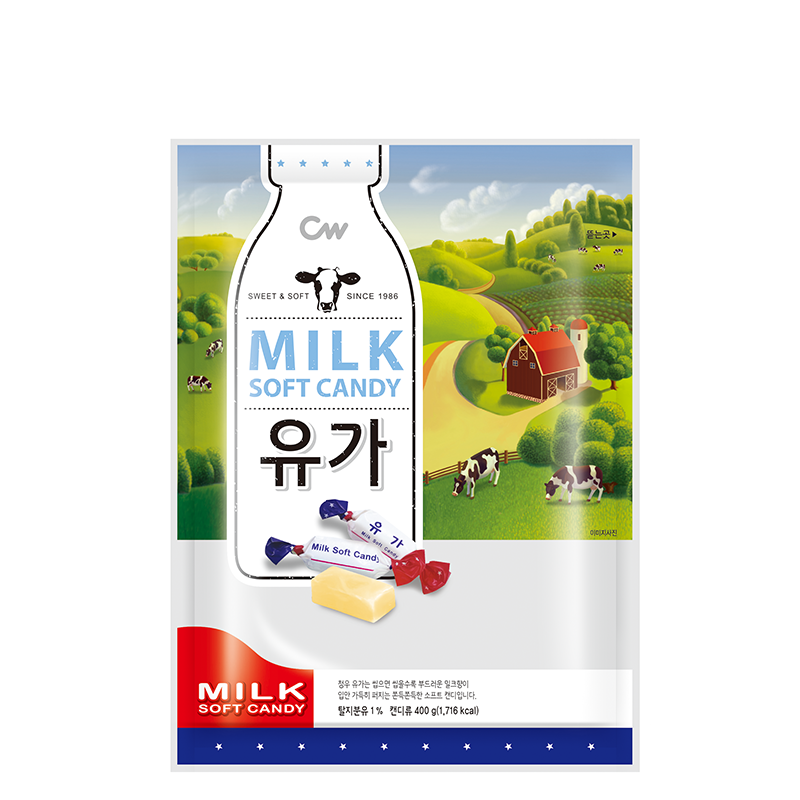 CW
뜯는곳▶
SWEET & SOFT SINCE 1986
MILK
SOFT CANDY
유가
유 가
Milk Soft Candy
Milk Soft Candy
이미지사진
MILK
SOFT CANDY
청우 유가는 씹으면 씹을수록 부드러운 밀크향이
입안 가득히 퍼지는 쫀득쫀득한 소프트 캔디입니다.
탈지분유 1% 캔디류 400 g(1,716 kcal)